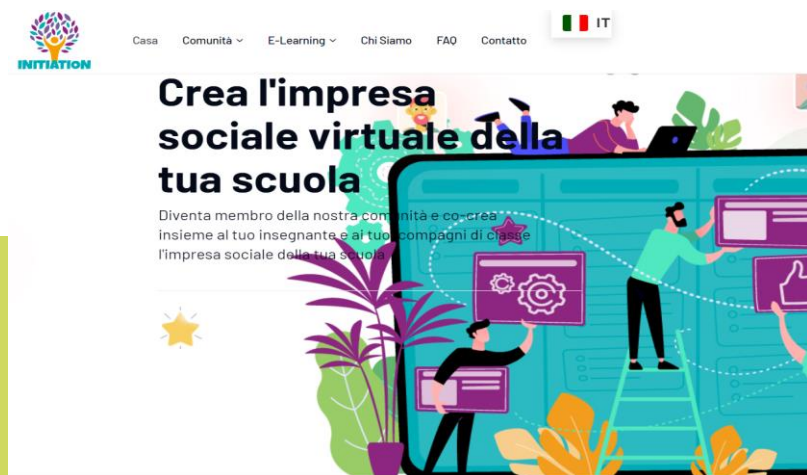 INITIATION
Casa Comunità E-Learning Chi Siamo FAQ Contatto IT
Crea l'impresa
sociale virtuale della
tua scuola
Diventa membro della nostra comunità e co-crea
insieme al tuo insegnante e ai tuoi compagni di classe
l'impresa sociale della tua scuola